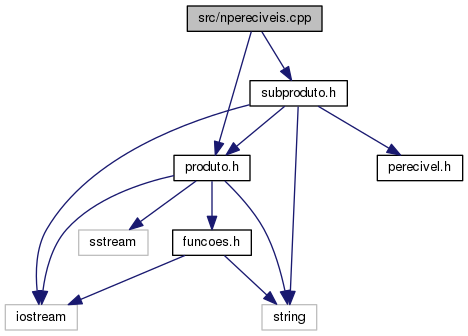 src/npereciveis.cpp
subproduto.h
produto.h
perecivel.h
sstream
funcoes.h
iostream
string